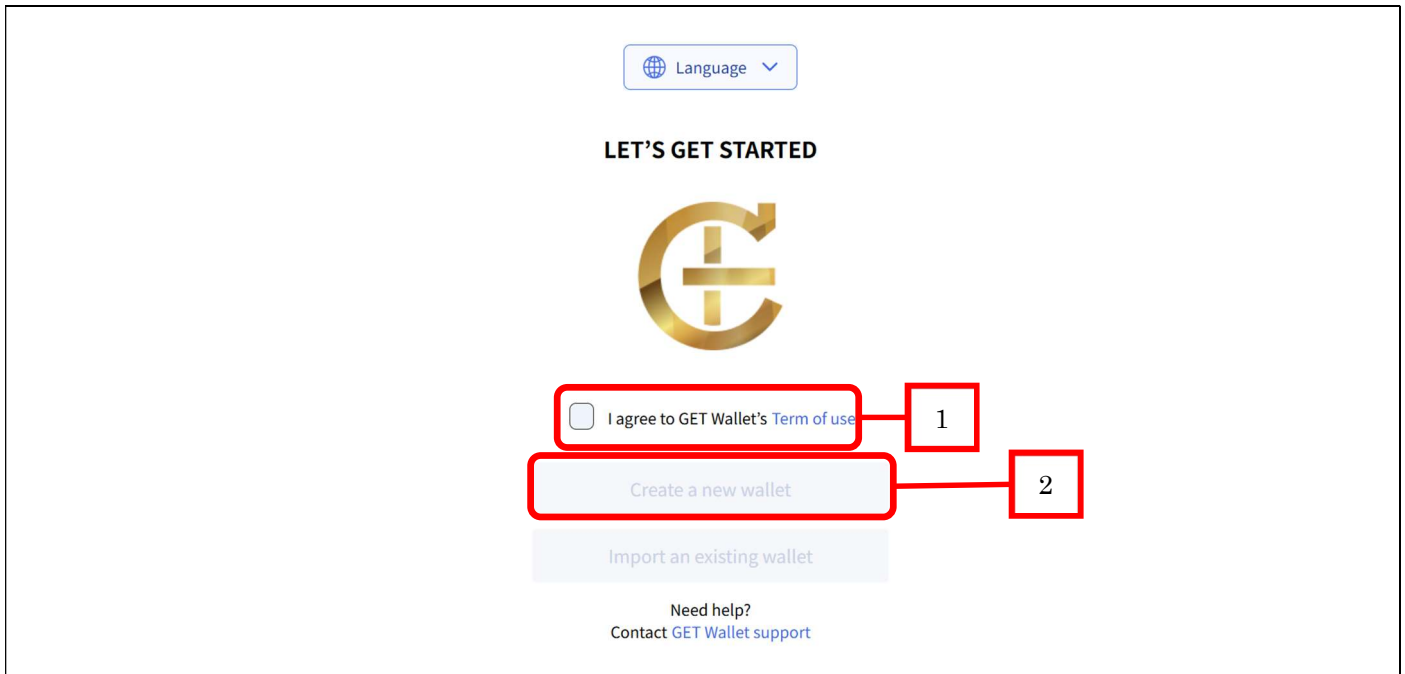 Language
LET’S GET STARTED
I agree to GET Wallet’s Term of use
1
Create a new wallet
2
Import an existing wallet
Need help?
Contact GET Wallet support